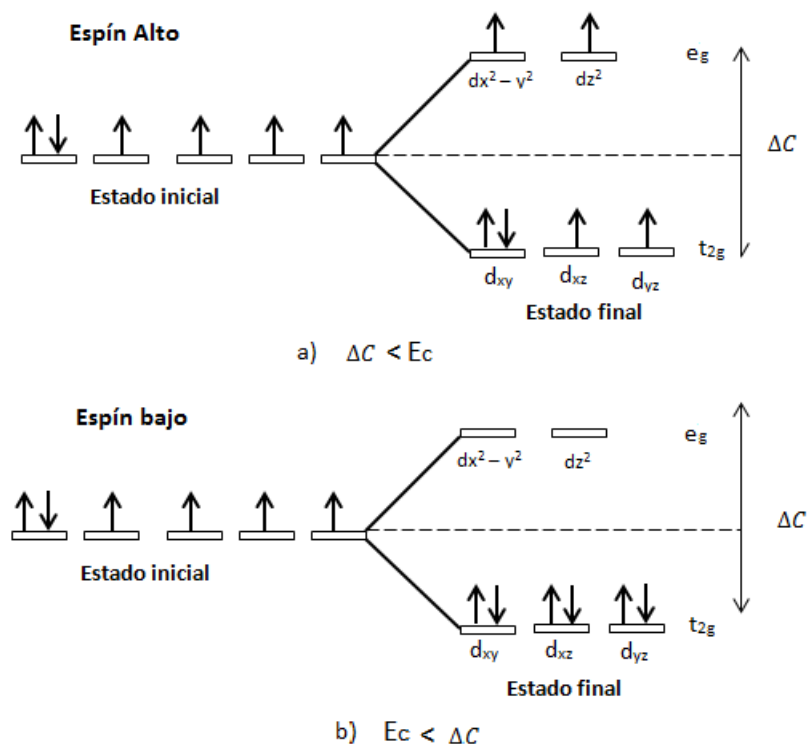 Espín Alto
eg
dx² – y² dz²
ΔC
Estado inicial
t2g
dxy dxz dyz
Estado final
a) ΔC < Ec
Espín bajo
eg
dx² – y² dz²
ΔC
Estado inicial
t2g
dxy dxz dyz
Estado final
b) Ec < ΔC